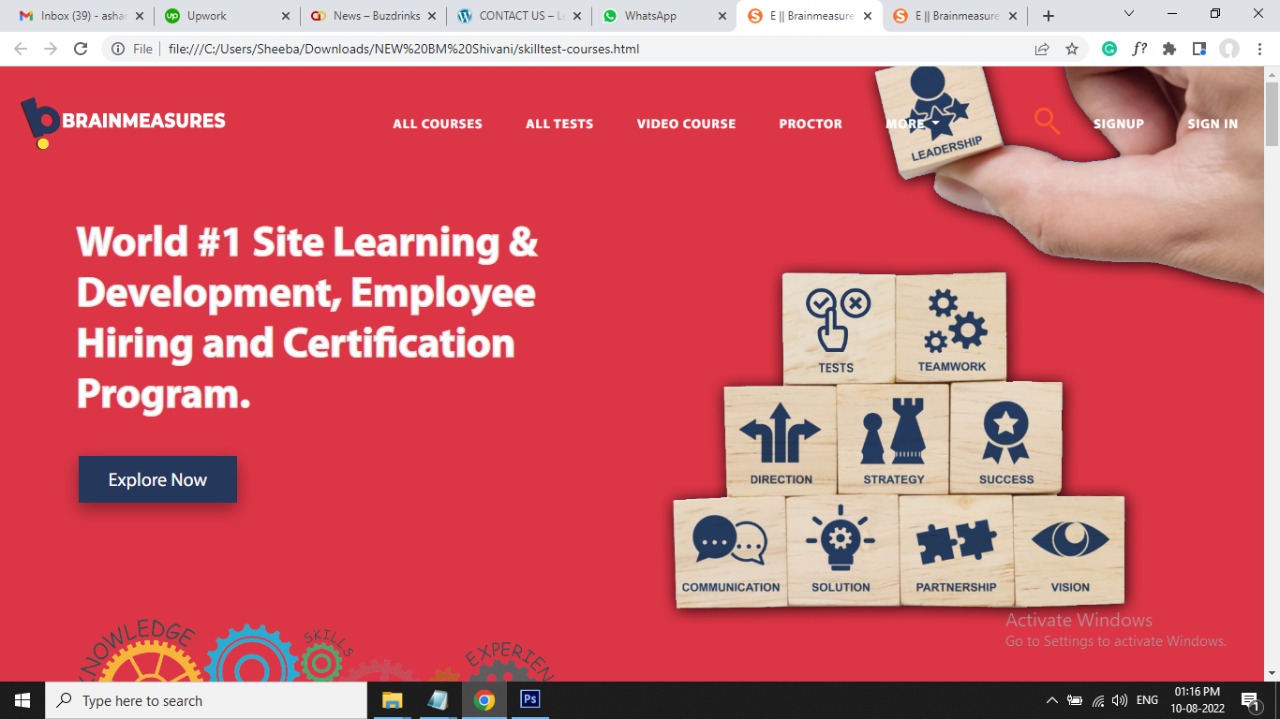 Inbox (39) - asha
Upwork
News – Buzdrinks
CONTACT US – L
WhatsApp
E || Brainmeasure
E || Brainmeasure
File
file:///C:/Users/Sheeba/Downloads/NEW%20BM%20Shivani/skilltest-courses.html
f?
BRAINMEASURES
ALL COURSES
ALL TESTS
VIDEO COURSE
PROCTOR
MORE
SIGNUP
SIGN IN
LEADERSHIP
World #1 Site Learning &
Development, Employee
Hiring and Certification
Program.
Explore Now
TESTS
TEAMWORK
DIRECTION
STRATEGY
SUCCESS
COMMUNICATION
SOLUTION
PARTNERSHIP
VISION
KNOWLEDGE
SKILLS
EXPERIEN
Activate Windows
Go to Settings to activate Windows.
Type here to search
Ps
ENG
01:16 PM
10-08-2022
1